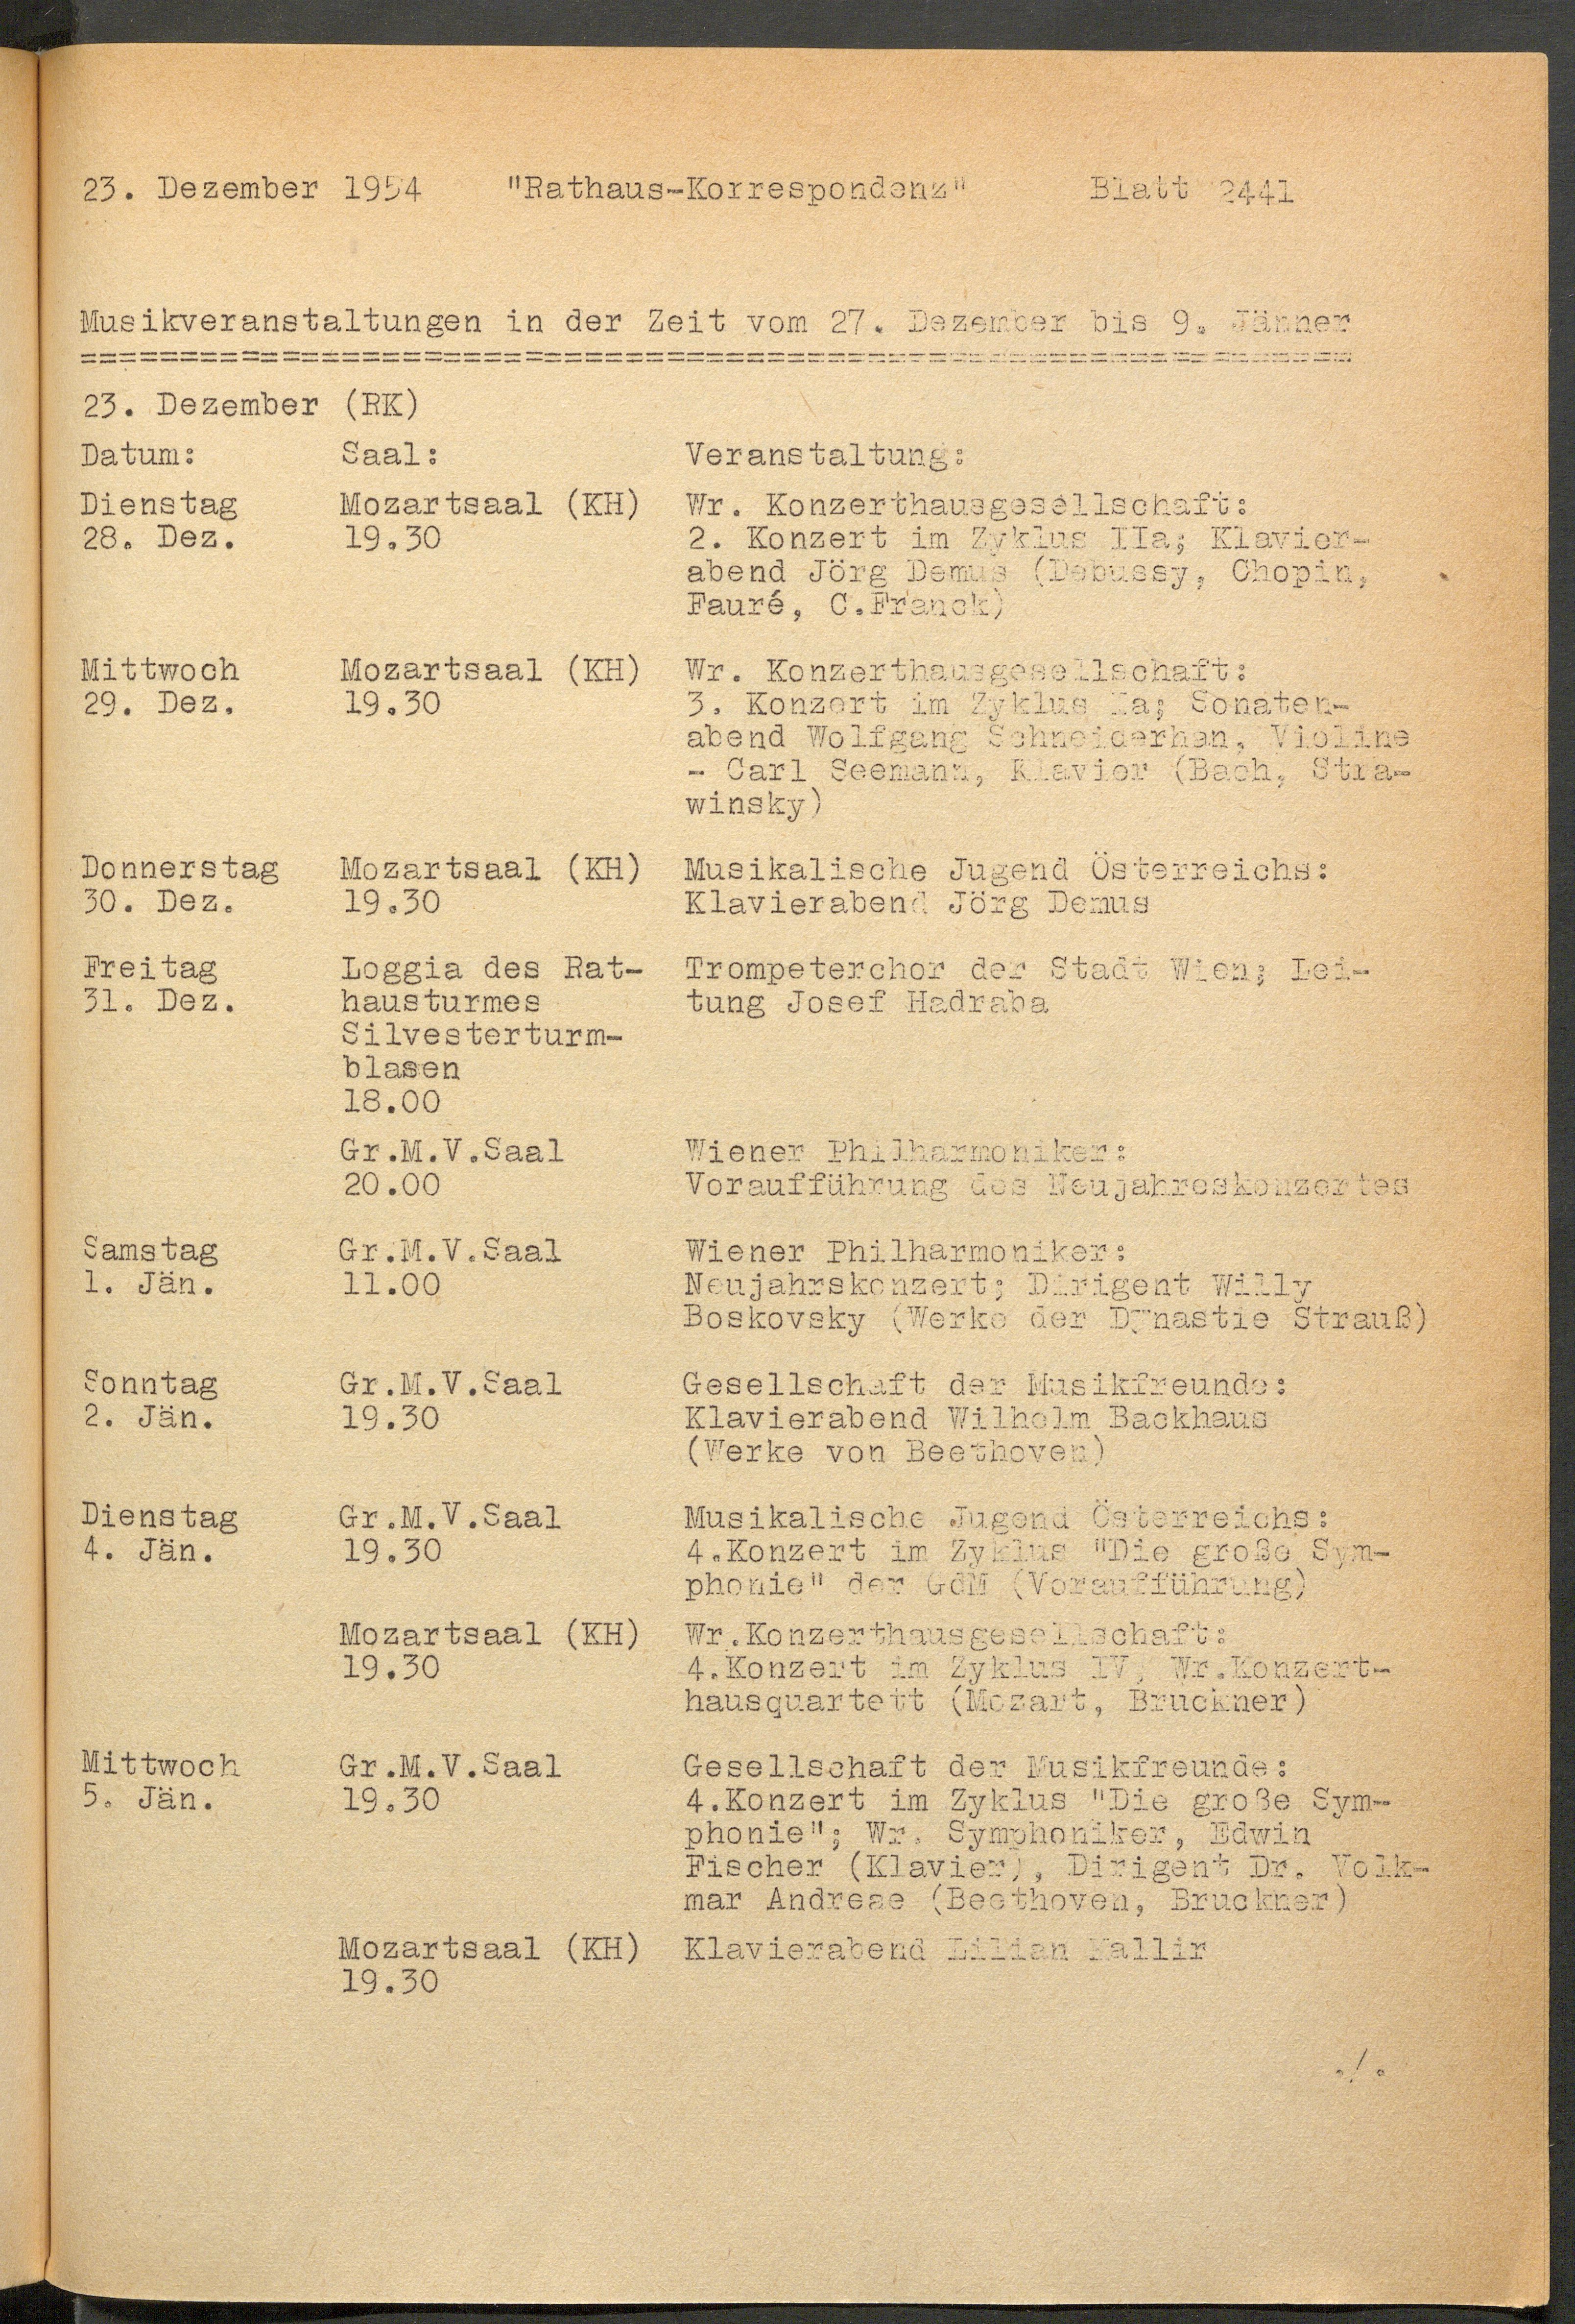 23. Dezember 1954 "Rathaus-Korrespondenz" Blatt 2441
Musikveranstaltungen in der Zeit vom 27. Dezember bis 9. Jänner
================================================================
23. Dezember (RK)
Datum: Saal: Veranstaltung:
Dienstag Mozartsaal (KH) Wr. Konzerthausgesellschaft:
28. Dez. 19.30 2. Konzert im Zyklus IIa; Klavier-
abend Jörg Demus (Debussy, Chopin,
Fauré, C.Franck)
Mittwoch Mozartsaal (KH) Wr. Konzerthausgesellschaft:
29. Dez. 19.30 3. Konzert im Zyklus Ia; Sonaten-
abend Wolfgang Schneiderhan, Violine
- Carl Seemann, Klavier (Bach, Stra-
winsky)
Donnerstag Mozartsaal (KH) Musikalische Jugend Österreichs:
30. Dez. 19.30 Klavierabend Jörg Demus
Freitag Loggia des Rat- Trompeterchor der Stadt Wien; Lei-
31. Dez. hausturmes tung Josef Hadraba
Silvesterturm-
blasen
18.00
Gr.M.V.Saal Wiener Philharmoniker:
20.00 Voraufführung des Neujahreskonzertes
Samstag Gr.M.V.Saal Wiener Philharmoniker:
1. Jän. 11.00 Neujahrskonzert; Dirigent Willy
Boskovsky (Werke der Dynastie Strauß)
Sonntag Gr.M.V.Saal Gesellschaft der Musikfreunde:
2. Jän. 19.30 Klavierabend Wilhelm Backhaus
(Werke von Beethoven)
Dienstag Gr.M.V.Saal Musikalische Jugend Österreichs:
4. Jän. 19.30 4.Konzert im Zyklus "Die große Sym-
phonie" der GdM (Voraufführung)
Mozartsaal (KH) Wr.Konzerthausgesellschaft:
19.30 4.Konzert im Zyklus IV, Wr.Konzert-
hausquartett (Mozart, Bruckner)
Mittwoch Gr.M.V.Saal Gesellschaft der Musikfreunde:
5. Jän. 19.30 4.Konzert im Zyklus "Die große Sym-
phonie"; Wr. Symphoniker, Edwin
Fischer (Klavier), Dirigent Dr. Volk-
mar Andreae (Beethoven, Bruckner)
Mozartsaal (KH) Klavierabend Lilian Kallir
19.30
./.